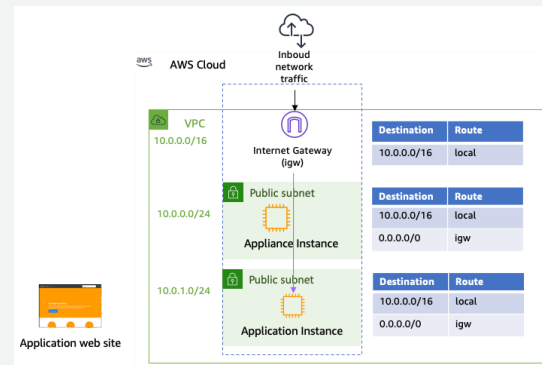 Inboud
network
traffic
aws
AWS Cloud
VPC
10.0.0.0/16
Internet Gateway
(igw)
Destination Route
10.0.0.0/16 local
Public subnet
10.0.0.0/24
Appliance Instance
Destination Route
10.0.0.0/16 local
0.0.0.0/0 igw
Public subnet
10.0.1.0/24
Application Instance
Destination Route
10.0.0.0/16 local
0.0.0.0/0 igw
Application web site